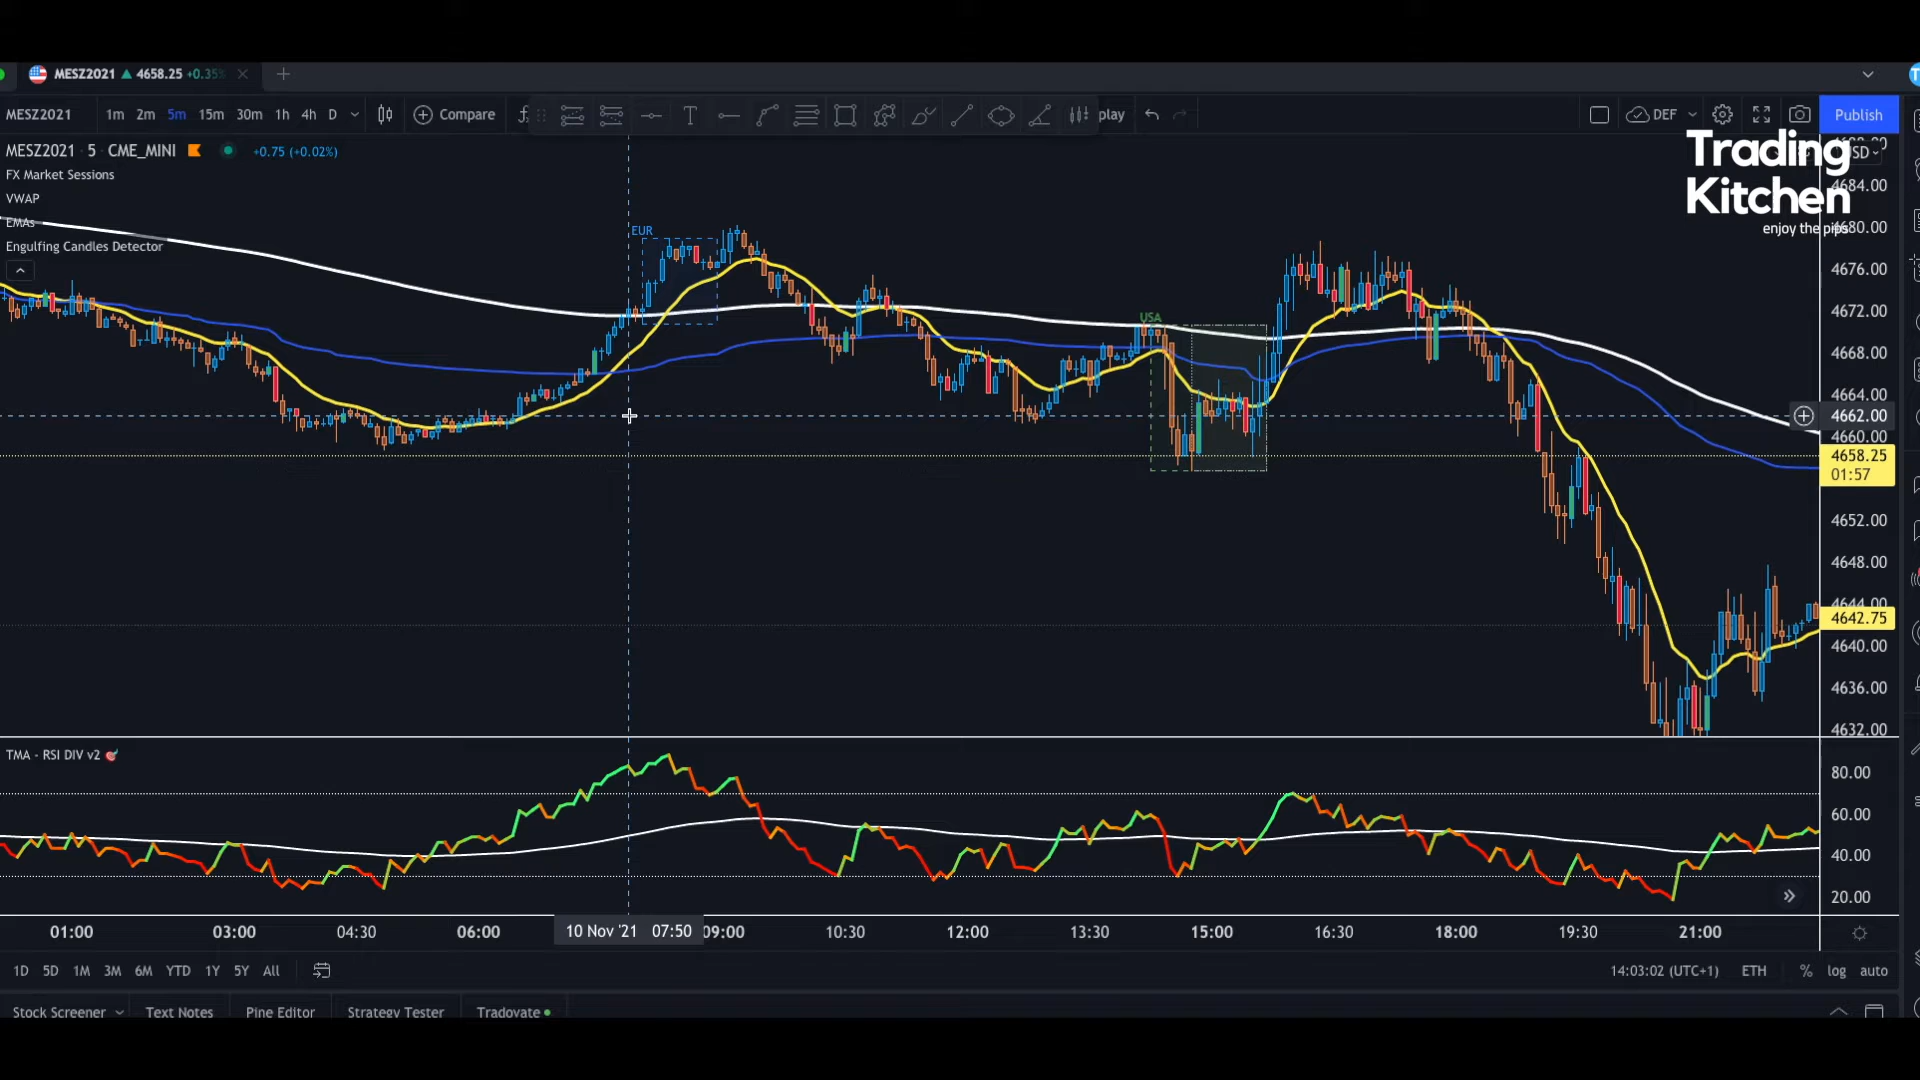 MESZ2021 4658.25 +0.35%
MESZ2021 1m 2m 5m 15m 30m 1h 4h D Compare play DEF Publish
MESZ2021 · 5 · CME_MINI +0.75 (+0.02%)
FX Market Sessions
VWAP
EMAs
Engulfing Candles Detector
Trading
Kitchen
enjoy the pips
EUR
USA
4684.00
4680.00
4676.00
4672.00
4668.00
4664.00
4662.00
4660.00
4658.25
01:57
4652.00
4648.00
4644.00
4642.75
4640.00
4636.00
4632.00
TMA - RSI DIV v2
80.00
60.00
40.00
20.00
01:00 03:00 04:30 06:00 10 Nov '21 07:50 09:00 10:30 12:00 13:30 15:00 16:30 18:00 19:30 21:00
1D 5D 1M 3M 6M YTD 1Y 5Y All 14:03:02 (UTC+1) ETH % log auto
Stock Screener Text Notes Pine Editor Strategy Tester Tradovate